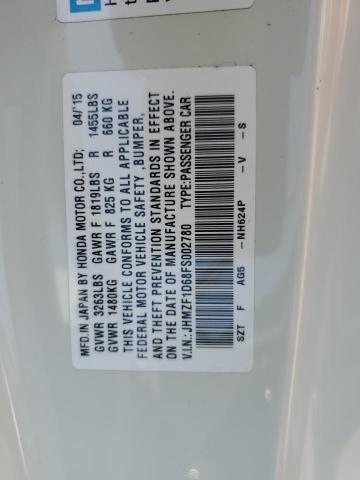 MFD.IN JAPAN BY HONDA MOTOR CO.,LTD; 04/'15
GVWR 3263LBS GAWR F 1819LBS R 1455LBS
GVWR 1480KG GAWR F 825 KG R 660 KG
THIS VEHICLE CONFORMS TO ALL APPLICABLE
FEDERAL MOTOR VEHICLE SAFETY ,BUMPER,
AND THEFT PREVENTION STANDARDS IN EFFECT
ON THE DATE OF MANUFACTURE SHOWN ABOVE.
V.I.N.: JHMZF1D68FS002780 TYPE:PASSENGER CAR
SZT F AG5 -NH624P -V -S